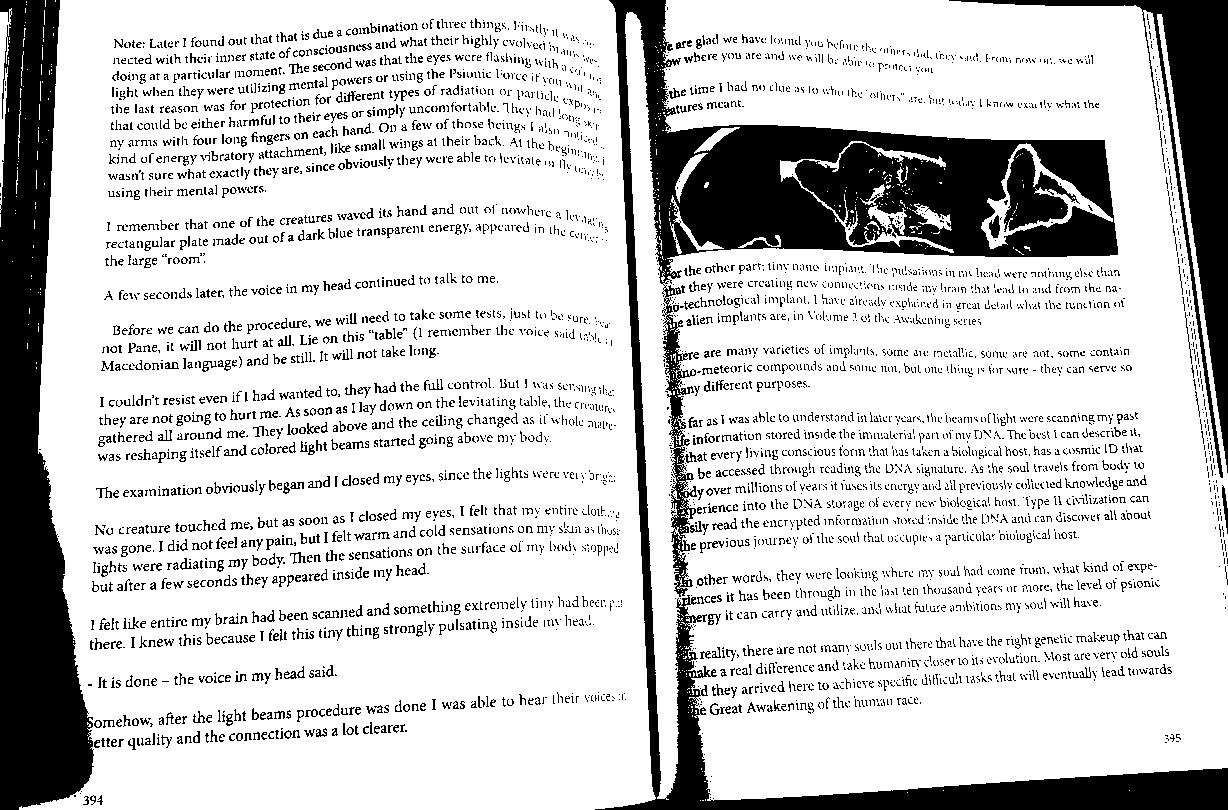 Note: Later I found out that that is due a combination of three things. Firstly it was
nected with their inner state of consciousness and what their highly evolved
doing at a particular moment. The second was that the eyes were flashing with a
light when they were utilizing mental powers or using the Psionic Force if you will and
the last reason was for protection for different types of radiation or particle
that could be either harmful to their eyes or simply uncomfortable. They had long skin
ny arms with four long fingers on each hand. On a few of those beings I also noticed
kind of energy vibratory attachment, like small wings at their back. At the beginning I
wasn't sure what exactly they are, since obviously they were able to levitate or fly
using their mental powers.
I remember that one of the creatures waved its hand and out of nowhere a levitating
rectangular plate made out of a dark blue transparent energy, appeared in the
the large "room".
A few seconds later, the voice in my head continued to talk to me.
Before we can do the procedure, we will need to take some tests, just to be sure.
not Pane, it will not hurt at all. Lie on this "table" (I remember the voice said table
Macedonian language) and be still. It will not take long.
I couldn't resist even if I had wanted to, they had the full control. But I was sensing that
they are not going to hurt me. As soon as I lay down on the levitating table, the creatures
gathered all around me. They looked above and the ceiling changed as if whole
was reshaping itself and colored light beams started going above my body.
The examination obviously began and I closed my eyes, since the lights were very bright.
No creature touched me, but as soon as I closed my eyes, I felt that my entire clothing
was gone. I did not feel any pain, but I felt warm and cold sensations on my skin as those
lights were radiating my body. Then the sensations on the surface of my body stopped
but after a few seconds they appeared inside my head.
I felt like entire my brain had been scanned and something extremely tiny had been put
there. I knew this because I felt this tiny thing strongly pulsating inside my head.
- It is done – the voice in my head said.
Somehow, after the light beams procedure was done I was able to hear their voices in
better quality and the connection was a lot clearer.
394
We are glad we have found you before the others did, they said. From now on, we will
ow where you are and we will be able to protect you.
the time I had no clue as to who the "others" are, but today I know exactly what the
eatures meant.
For the other part; tiny nano-implant. The pulsations in my head were nothing else than
that they were creating new connections inside my brain that lead to and from the na-
no-technological implant. I have already explained in great detail what the function of
the alien implants are, in Volume 2 of the Awakening series.
There are many varieties of implants, some are metallic, some are not, some contain
nano-meteoric compounds and some not, but one thing is for sure - they can serve so
many different purposes.
As far as I was able to understand in later years, the beams of light were scanning my past
life information stored inside the immaterial part of my DNA. The best I can describe it,
is that every living conscious form that has taken a biological host, has a cosmic ID that
can be accessed through reading the DNA signature. As the soul travels from body to
body over millions of years it fuses its energy and all previously collected knowledge and
experience into the DNA storage of every new biological host. Type II civilization can
easily read the encrypted information stored inside the DNA and can discover all about
the previous journey of the soul that occupies a particular biological host.
In other words, they were looking where my soul had come from, what kind of expe-
riences it has been through in the last ten thousand years or more, the level of psionic
energy it can carry and utilize, and what future ambitions my soul will have.
In reality, there are not many souls out there that have the right genetic makeup that can
make a real difference and take humanity closer to its evolution. Most are very old souls
and they arrived here to achieve specific difficult tasks that will eventually lead towards
the Great Awakening of the human race.
395